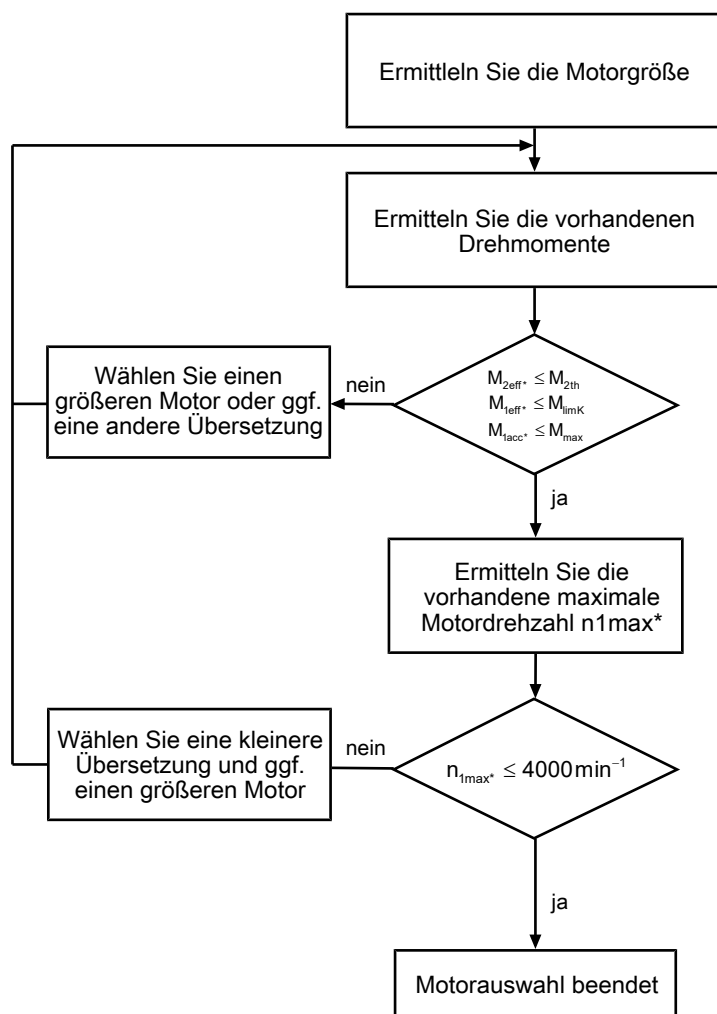 Ermittleln Sie die Motorgröße
Ermitteln Sie die vorhandenen
Drehmomente
Wählen Sie einen
größeren Motor oder ggf.
eine andere Übersetzung
nein
M2eff* ≤ M2th
M1eff* ≤ MlimK
M1acc* ≤ Mmax
ja
Ermitteln Sie die
vorhandene maximale
Motordrehzahl n1max*
Wählen Sie eine kleinere
Übersetzung und ggf.
einen größeren Motor
nein
n1max* ≤ 4000 min⁻¹
ja
Motorauswahl beendet